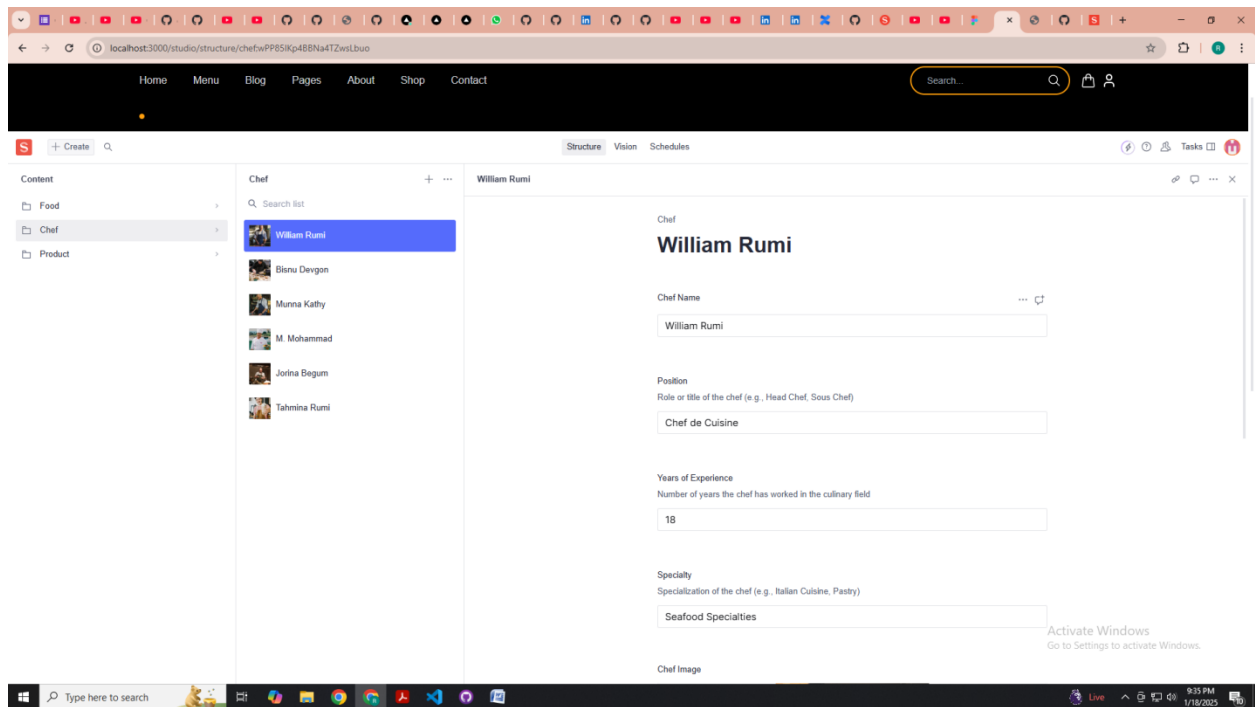 localhost:3000/studio/structure/chef;wPP85IKp4BBNa4TZwsLbuo
Home Menu Blog Pages About Shop Contact
Search...
S + Create Structure Vision Schedules Tasks
Content Chef William Rumi
Food Search list
Chef
William Rumi
Product
Bisnu Devgon
Munna Kathy
M. Mohammad
Jorina Begum
Tahmina Rumi
Chef
William Rumi
Chef Name
William Rumi
Position
Role or title of the chef (e.g., Head Chef, Sous Chef)
Chef de Cuisine
Years of Experience
Number of years the chef has worked in the culinary field
18
Specialty
Specialization of the chef (e.g., Italian Cuisine, Pastry)
Seafood Specialties
Chef Image
Activate Windows
Go to Settings to activate Windows.
Type here to search Live 9:35 PM
1/18/2025